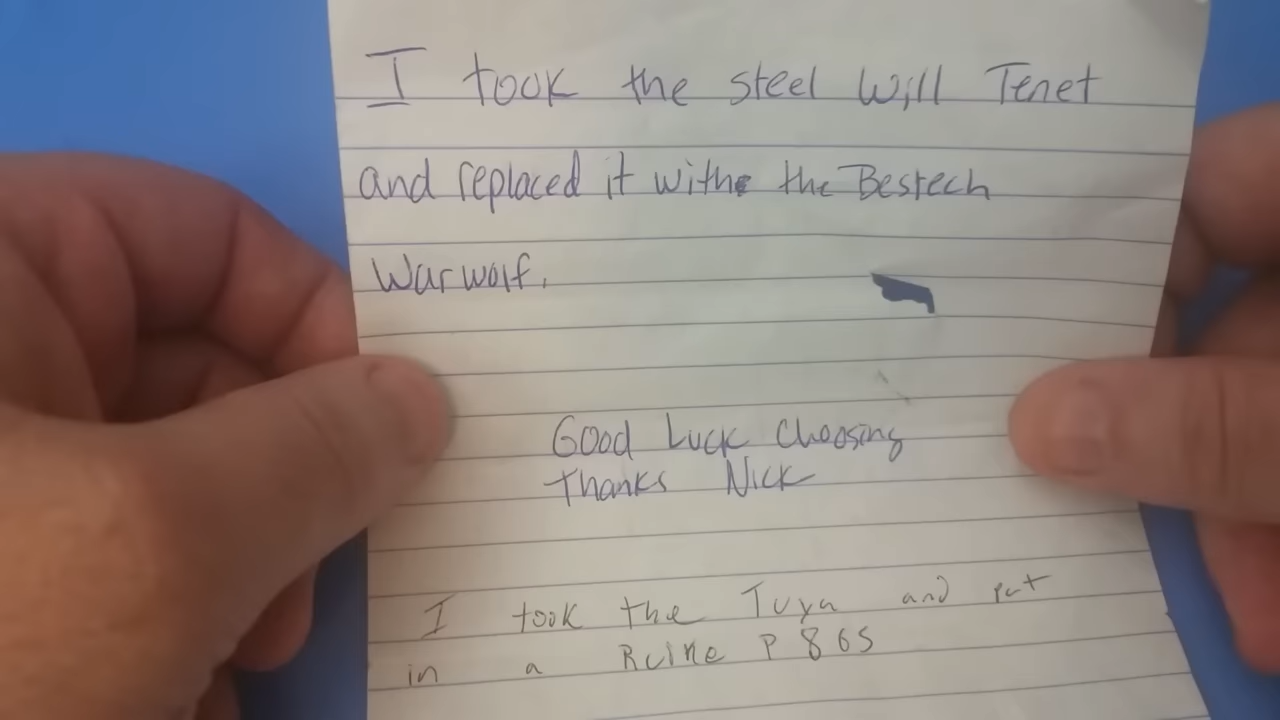 I took the steel Will Tenet
and replaced it with the Bestech
Warwolf.
Good Luck Choosing
Thanks Nick
I took the Tuya and put
in a Ruike P 865